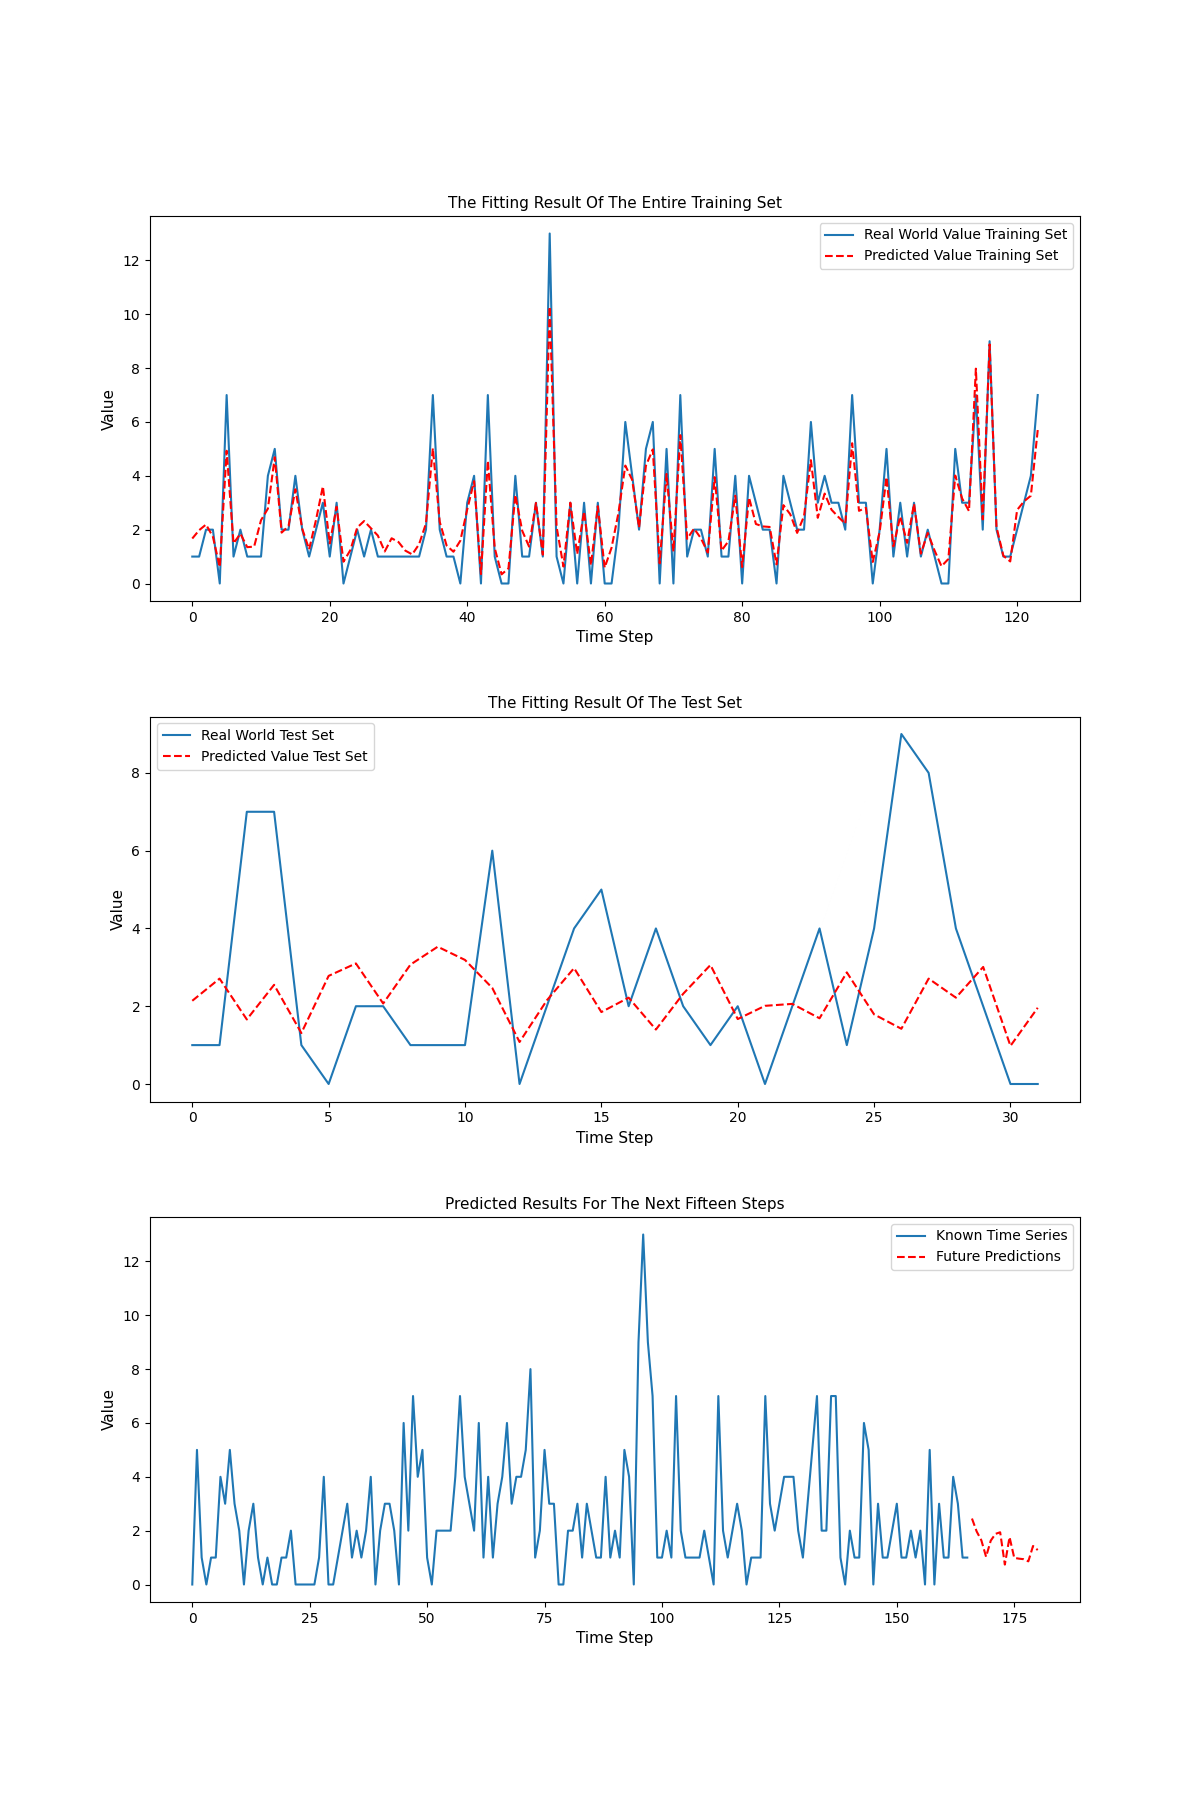 The Fitting Result Of The Entire Training Set
Real World Value Training Set
Predicted Value Training Set
Value
12
10
8
6
4
2
0
0 20 40 60 80 100 120
Time Step
The Fitting Result Of The Test Set
Real World Test Set
Predicted Value Test Set
Value
8
6
4
2
0
0 5 10 15 20 25 30
Time Step
Predicted Results For The Next Fifteen Steps
Known Time Series
Future Predictions
Value
12
10
8
6
4
2
0
0 25 50 75 100 125 150 175
Time Step